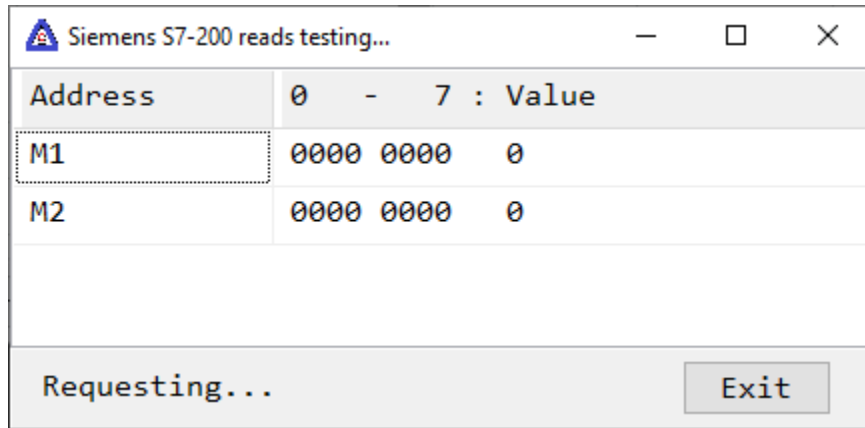 Siemens S7-200 reads testing...
Address 0 - 7 : Value
M1 0000 0000 0
M2 0000 0000 0
Requesting... Exit